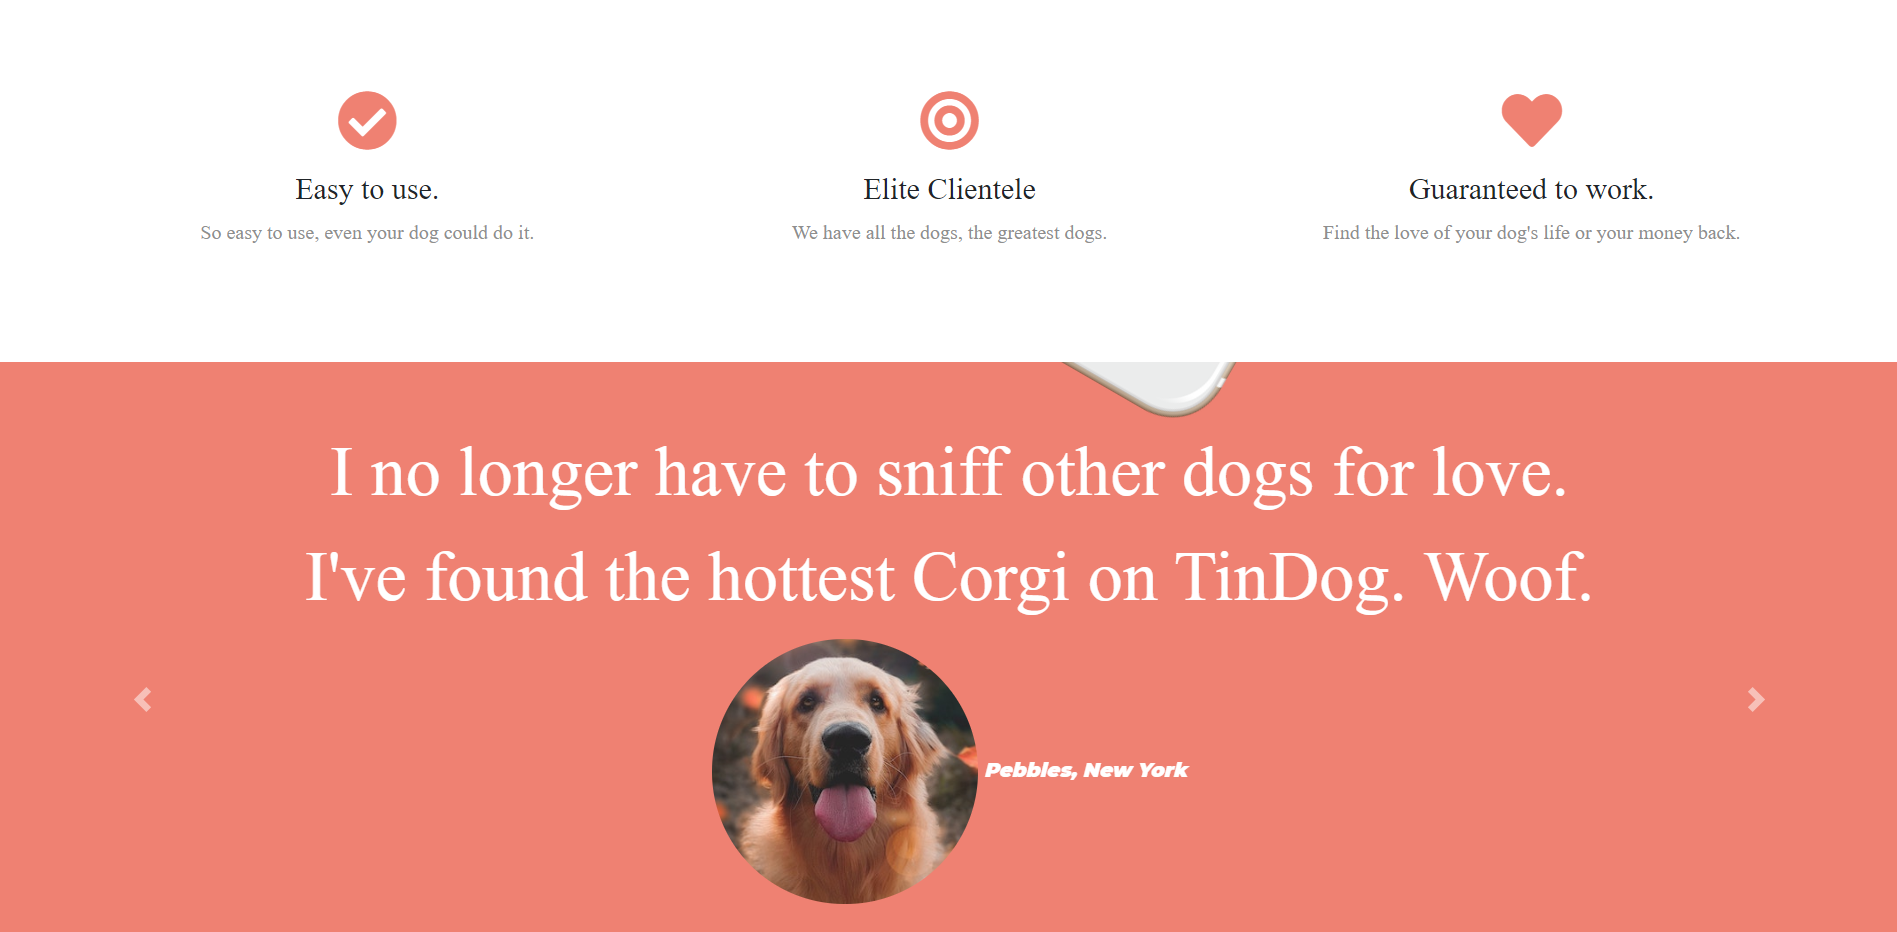 Easy to use.
Elite Clientele
Guaranteed to work.
So easy to use, even your dog could do it.
We have all the dogs, the greatest dogs.
Find the love of your dog's life or your money back.
I no longer have to sniff other dogs for love.
I've found the hottest Corgi on TinDog. Woof.
Pebbles, New York